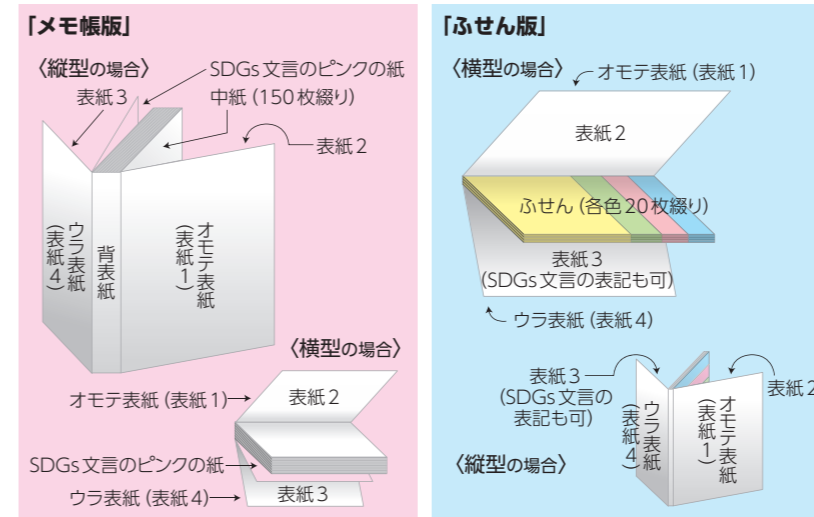 「メモ帳版」
〈縦型の場合〉
SDGs文言のピンクの紙
表紙3
中紙（150枚綴り）
表紙2
ウラ表紙
（表紙4）
背表紙
オモテ表紙
（表紙1）
〈横型の場合〉
オモテ表紙（表紙1）
表紙2
SDGs文言のピンクの紙
ウラ表紙（表紙4）
表紙3
「ふせん版」
〈横型の場合〉
オモテ表紙（表紙1）
表紙2
ふせん（各色20枚綴り）
表紙3
（SDGs文言の表記も可）
ウラ表紙（表紙4）
表紙3
（SDGs文言の
表記も可）
表紙2
ウラ表紙
（表紙4）
オモテ表紙
（表紙1）
〈縦型の場合〉